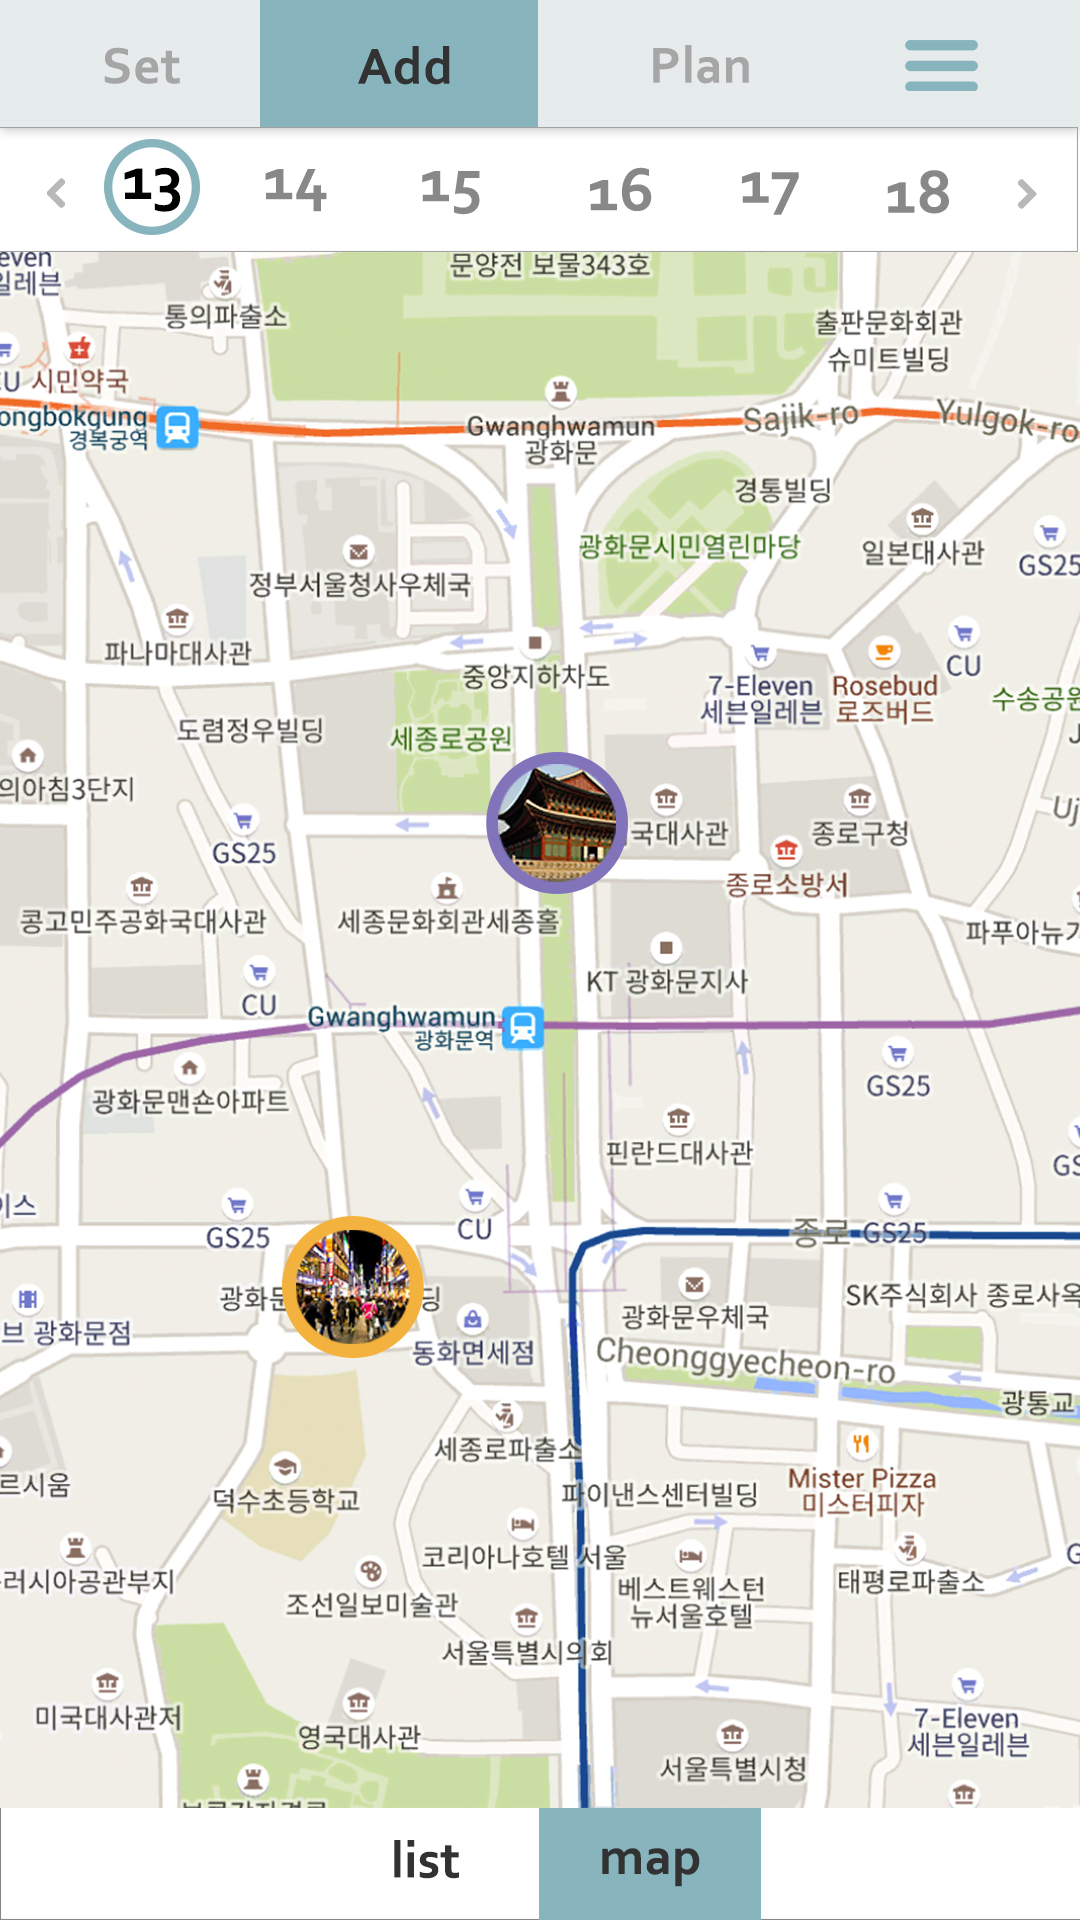 Set Add Plan
13 14 15 16 17 18
문양전 보물343호
일레븐
통의파출소
출판문화회관
슈미트빌딩
시민약국
Sajik-ro
Yulgok-ro
Gwanghwamun
광화문
경복궁역
경통빌딩
광화문시민열린마당
일본대사관
GS25
정부서울청사우체국
파나마대사관
CU
중앙지하차도
7-Eleven
세븐일레븐
Rosebud
로즈버드
도렴정우빌딩
세종로공원
의아침3단지
국대사관
종로구청
GS25
종로소방서
콩고민주공화국대사관
세종문화회관세종홀
KT 광화문지사
CU
Gwanghwamun
광화문역
GS25
광화문맨숀아파트
핀란드대사관
GS25
CU
종로
GS25
SK주식회사 종로사옥
광화문우체국
브 광화문점
동화면세점
Cheonggyecheon-ro
광통교
세종로파출소
르시움
Mister Pizza
미스터피자
덕수초등학교
파이낸스센터빌딩
코리아나호텔 서울
러시아공관부지
베스트웨스턴
뉴서울호텔
태평로파출소
조선일보미술관
서울특별시의회
미국대사관저
영국대사관
7-Eleven
세븐일레븐
서울특별시청
list map